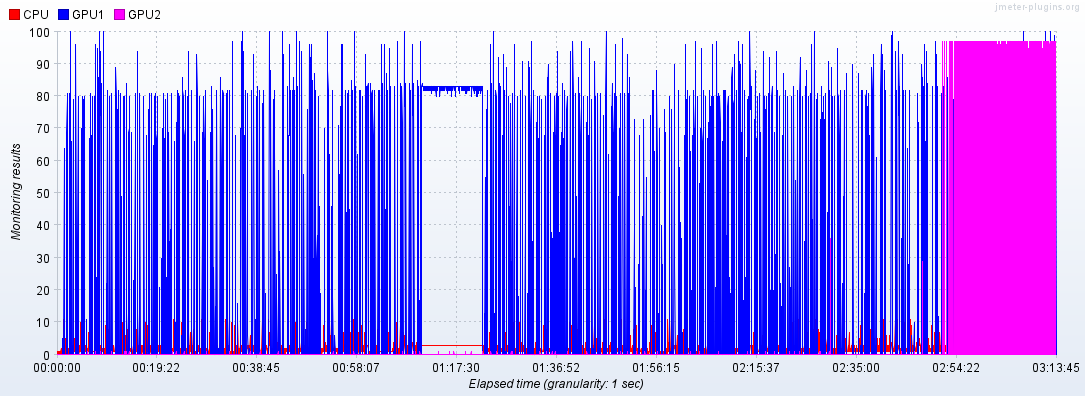 CPU GPU1 GPU2
jmeter-plugins.org
Monitoring results
100
90
80
70
60
50
40
30
20
10
0
00:00:00 00:19:22 00:38:45 00:58:07 01:17:30 01:36:52 01:56:15 02:15:37 02:35:00 02:54:22 03:13:45
Elapsed time (granularity: 1 sec)